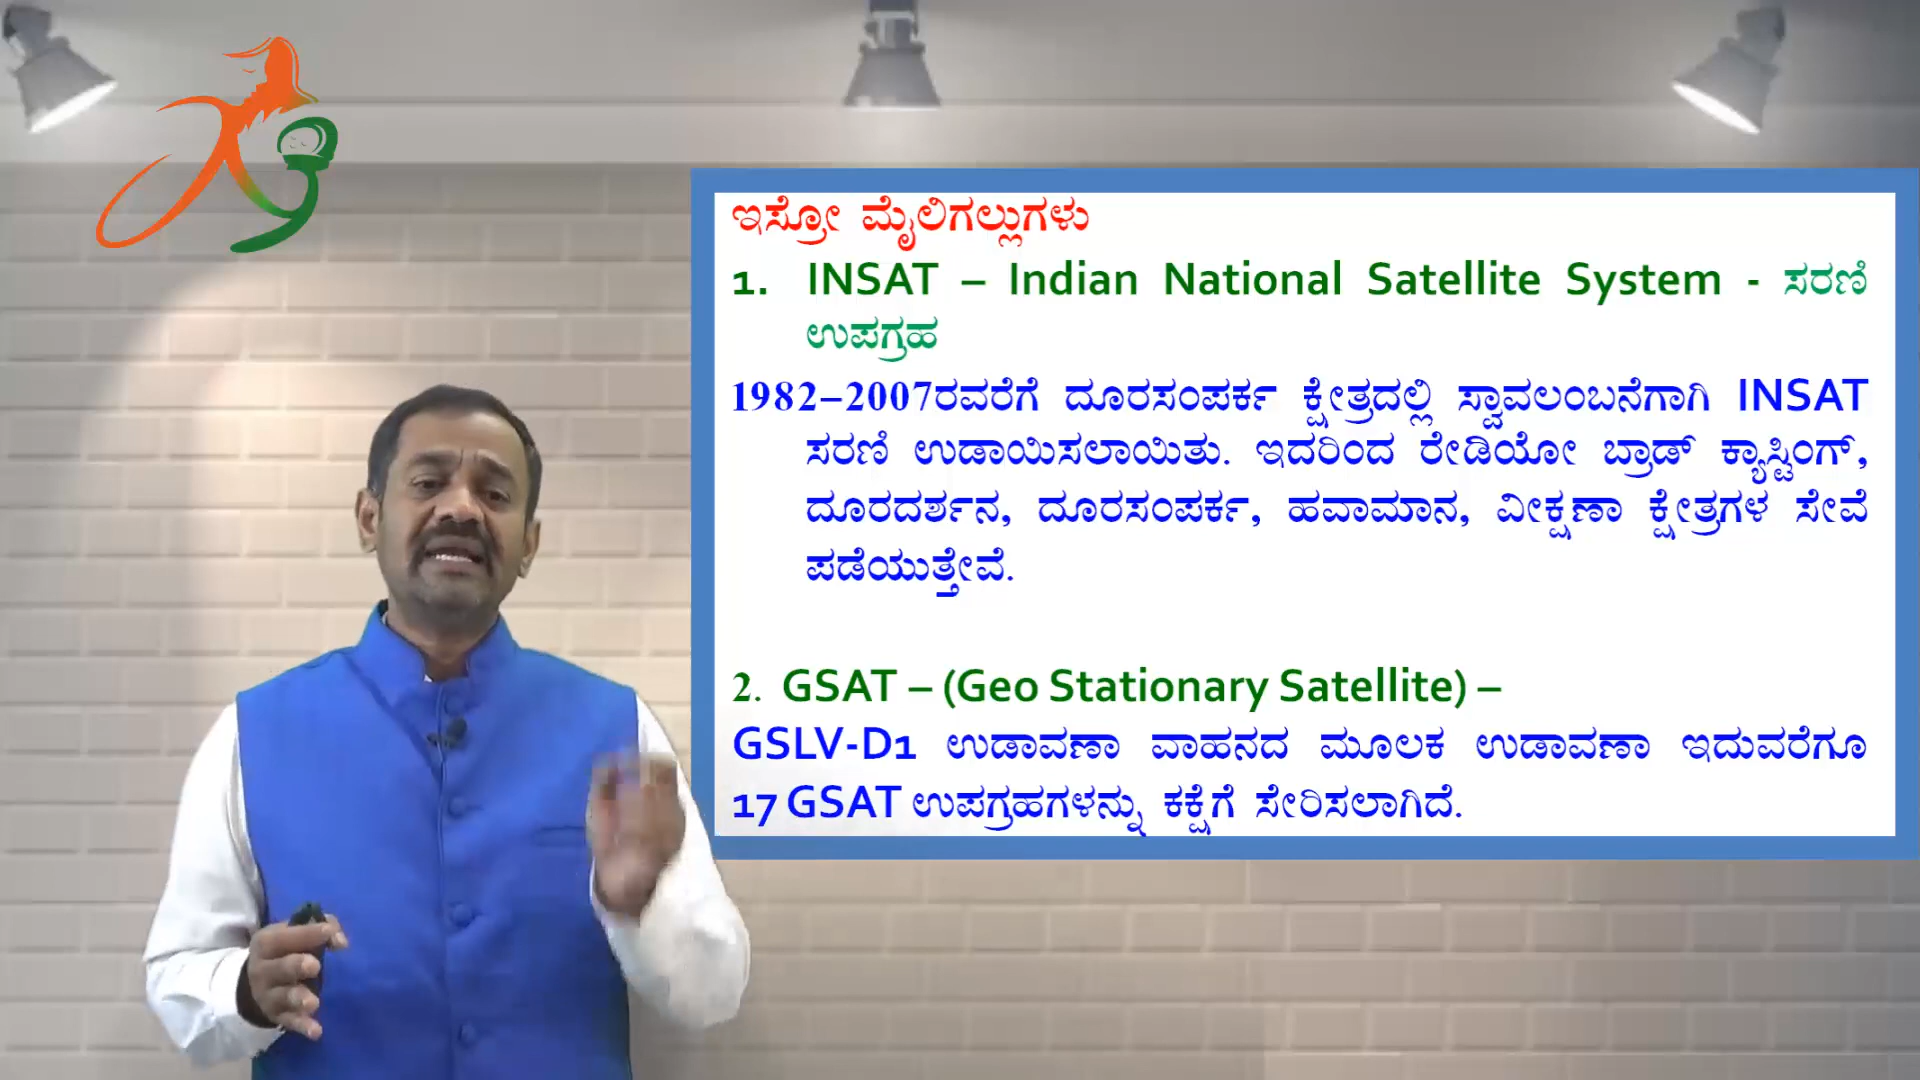 ಇಸ್ರೋ ಮೈಲಿಗಲ್ಲುಗಳು
1. INSAT – Indian National Satellite System - ಸರಣಿ
ಉಪಗ್ರಹ
1982–2007ರವರೆಗೆ ದೂರಸಂಪರ್ಕ ಕ್ಷೇತ್ರದಲ್ಲಿ ಸ್ವಾವಲಂಬನೆಗಾಗಿ INSAT
ಸರಣಿ ಉಡಾಯಿಸಲಾಯಿತು. ಇದರಿಂದ ರೇಡಿಯೋ ಬ್ರಾಡ್ ಕ್ಯಾಸ್ಟಿಂಗ್,
ದೂರದರ್ಶನ, ದೂರಸಂಪರ್ಕ, ಹವಾಮಾನ, ವೀಕ್ಷಣಾ ಕ್ಷೇತ್ರಗಳ ಸೇವೆ
ಪಡೆಯುತ್ತೇವೆ.
2. GSAT – (Geo Stationary Satellite) –
GSLV-D1 ಉಡಾವಣಾ ವಾಹನದ ಮೂಲಕ ಉಡಾವಣಾ ಇದುವರೆಗೂ
17 GSAT ಉಪಗ್ರಹಗಳನ್ನು ಕಕ್ಷೆಗೆ ಸೇರಿಸಲಾಗಿದೆ.